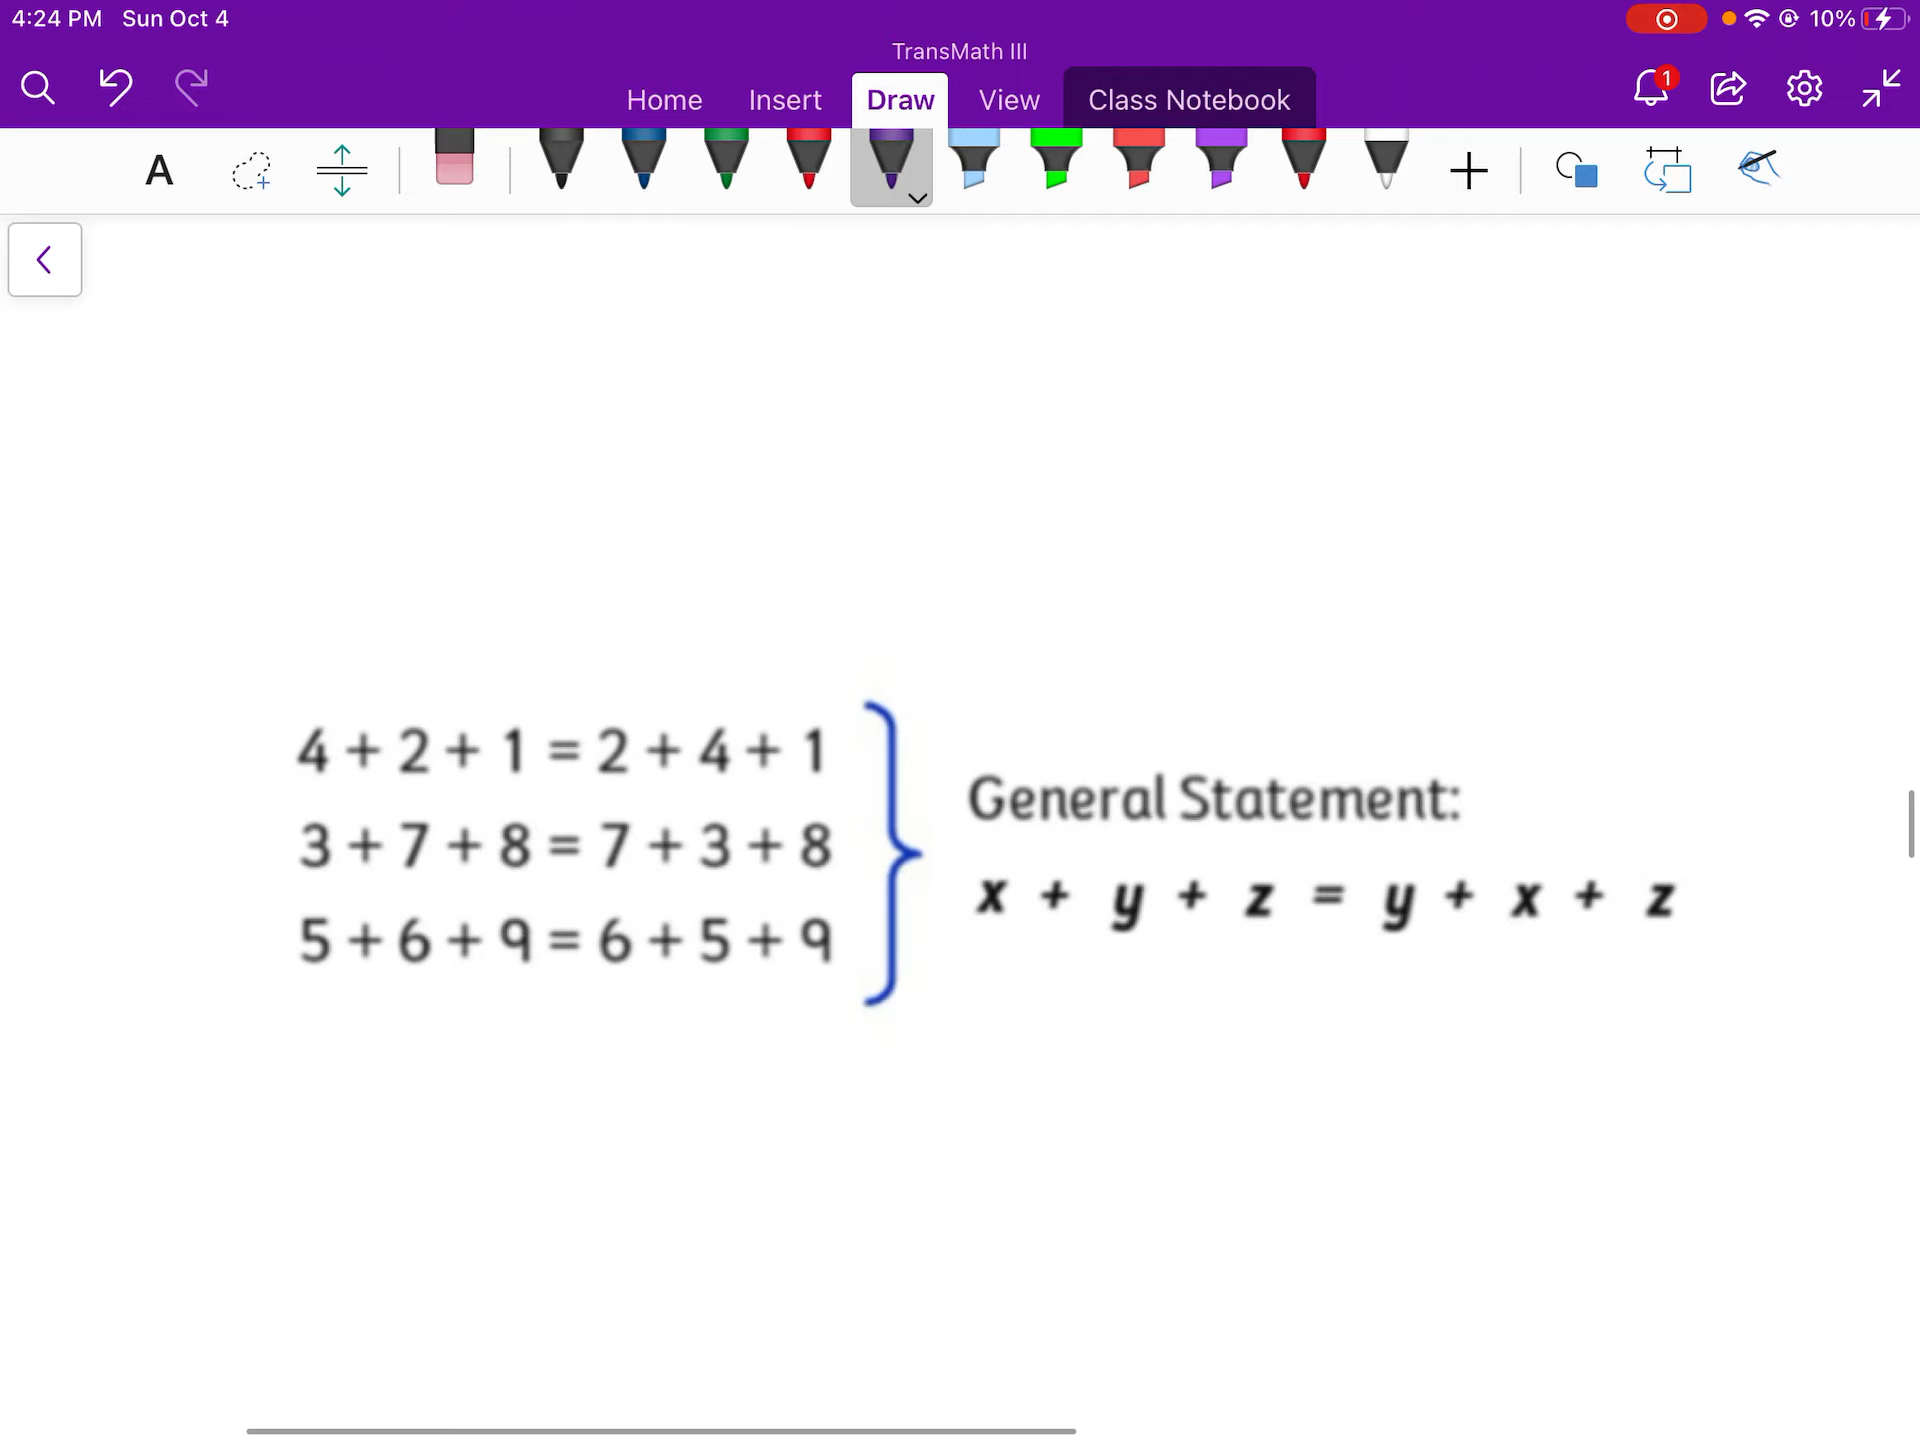 4:24 PM Sun Oct 4
10%
TransMath III
Home Insert Draw View Class Notebook
1
A
4 + 2 + 1 = 2 + 4 + 1
3 + 7 + 8 = 7 + 3 + 8
5 + 6 + 9 = 6 + 5 + 9
General Statement:
x + y + z = y + x + z